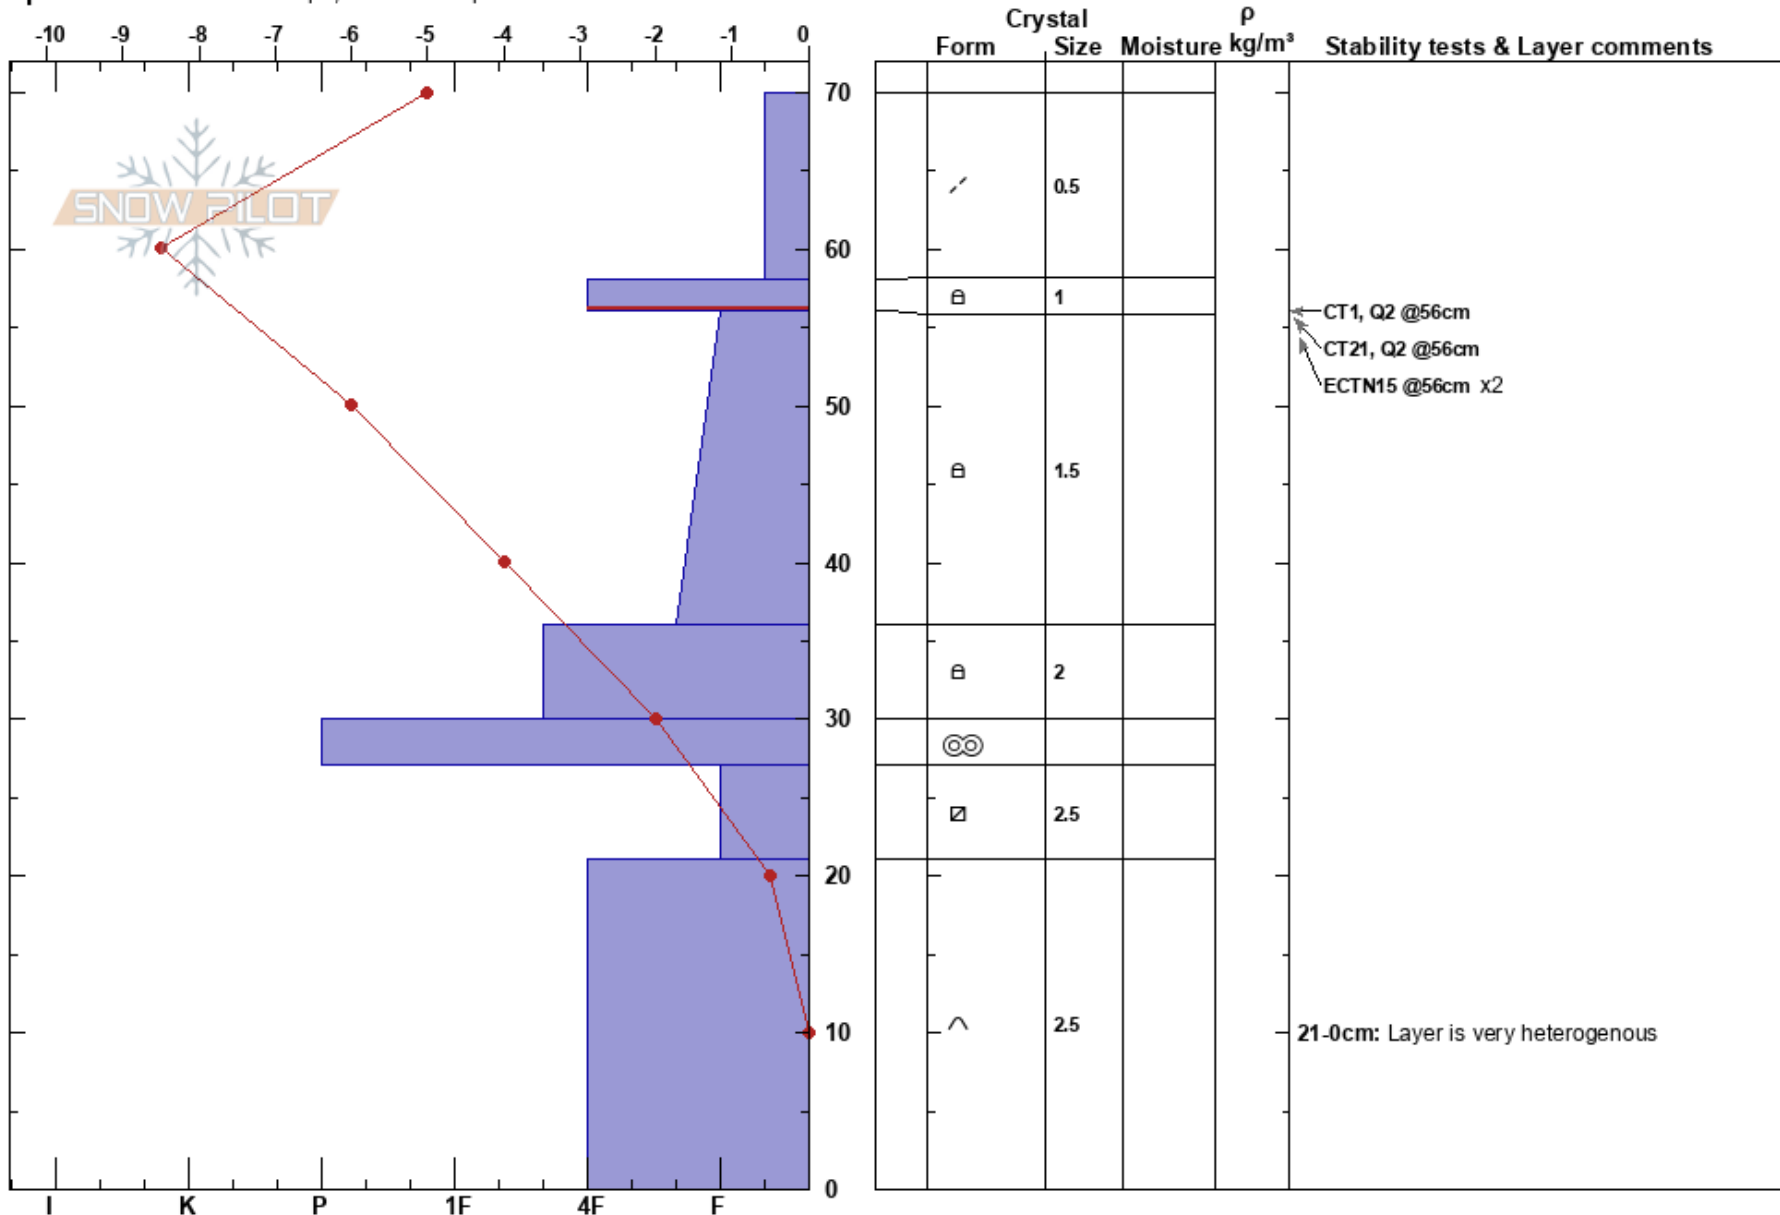 -10 -9 -8 -7 -6 -5 -4 -3 -2 -1 0
Crystal
Form Size Moisture ρ kg/m³ Stability tests & Layer comments
70
SNOW PILOT
0.5
60
1
CT1, Q2 @56cm
CT21, Q2 @56cm
ECTN15 @56cm x2
50
1.5
40
2
30
2.5
20
2.5
10
21-0cm: Layer is very heterogenous
0
I K P 1F 4F F